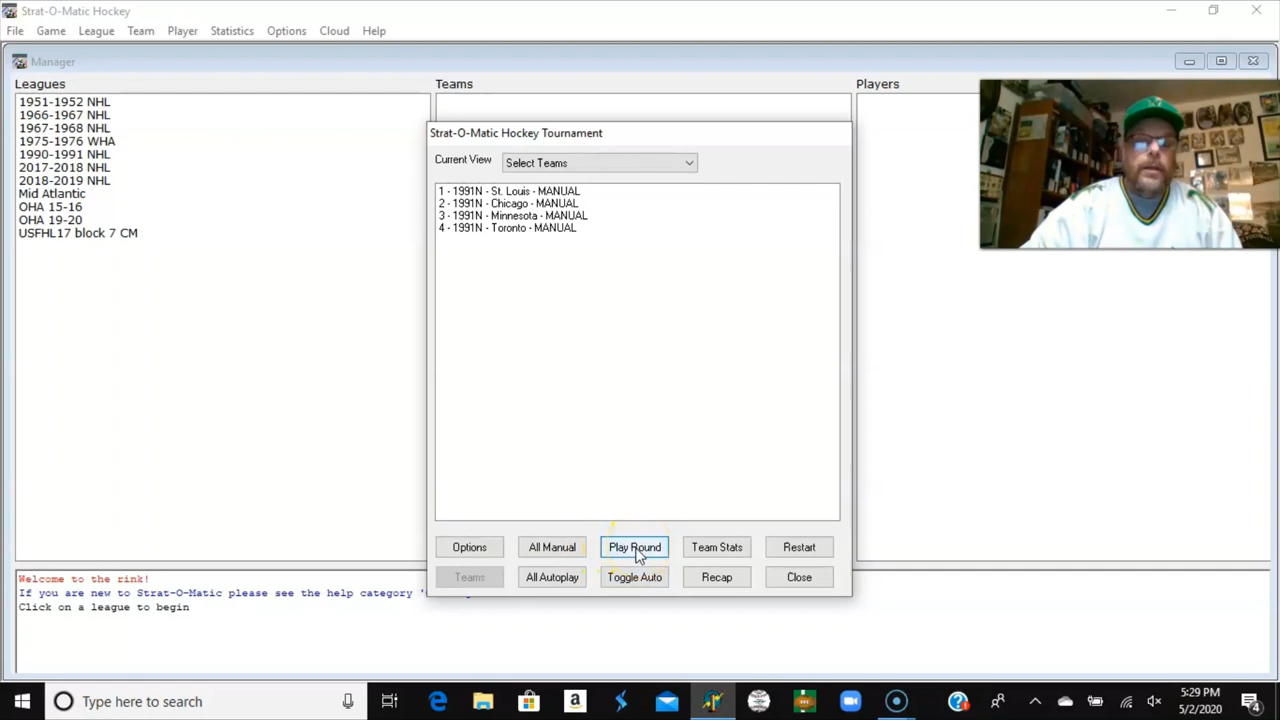 Strat-O-Matic Hockey
File Game League Team Player Statistics Options Cloud Help
Manager
Leagues Teams Players
1951-1952 NHL
1966-1967 NHL
1967-1968 NHL
1975-1976 WHA
1990-1991 NHL
2017-2018 NHL
2018-2019 NHL
Mid Atlantic
OHA 15-16
OHA 19-20
USFHL17 block 7 CM
Strat-O-Matic Hockey Tournament
Current View Select Teams
1 - 1991N - St. Louis - MANUAL
2 - 1991N - Chicago - MANUAL
3 - 1991N - Minnesota - MANUAL
4 - 1991N - Toronto - MANUAL
Options All Manual Play Round Team Stats Restart
Teams All Autoplay Toggle Auto Recap Close
Welcome to the rink!
If you are new to Strat-O-Matic please see the help category '
Click on a league to begin
Type here to search
5:29 PM
5/2/2020
4